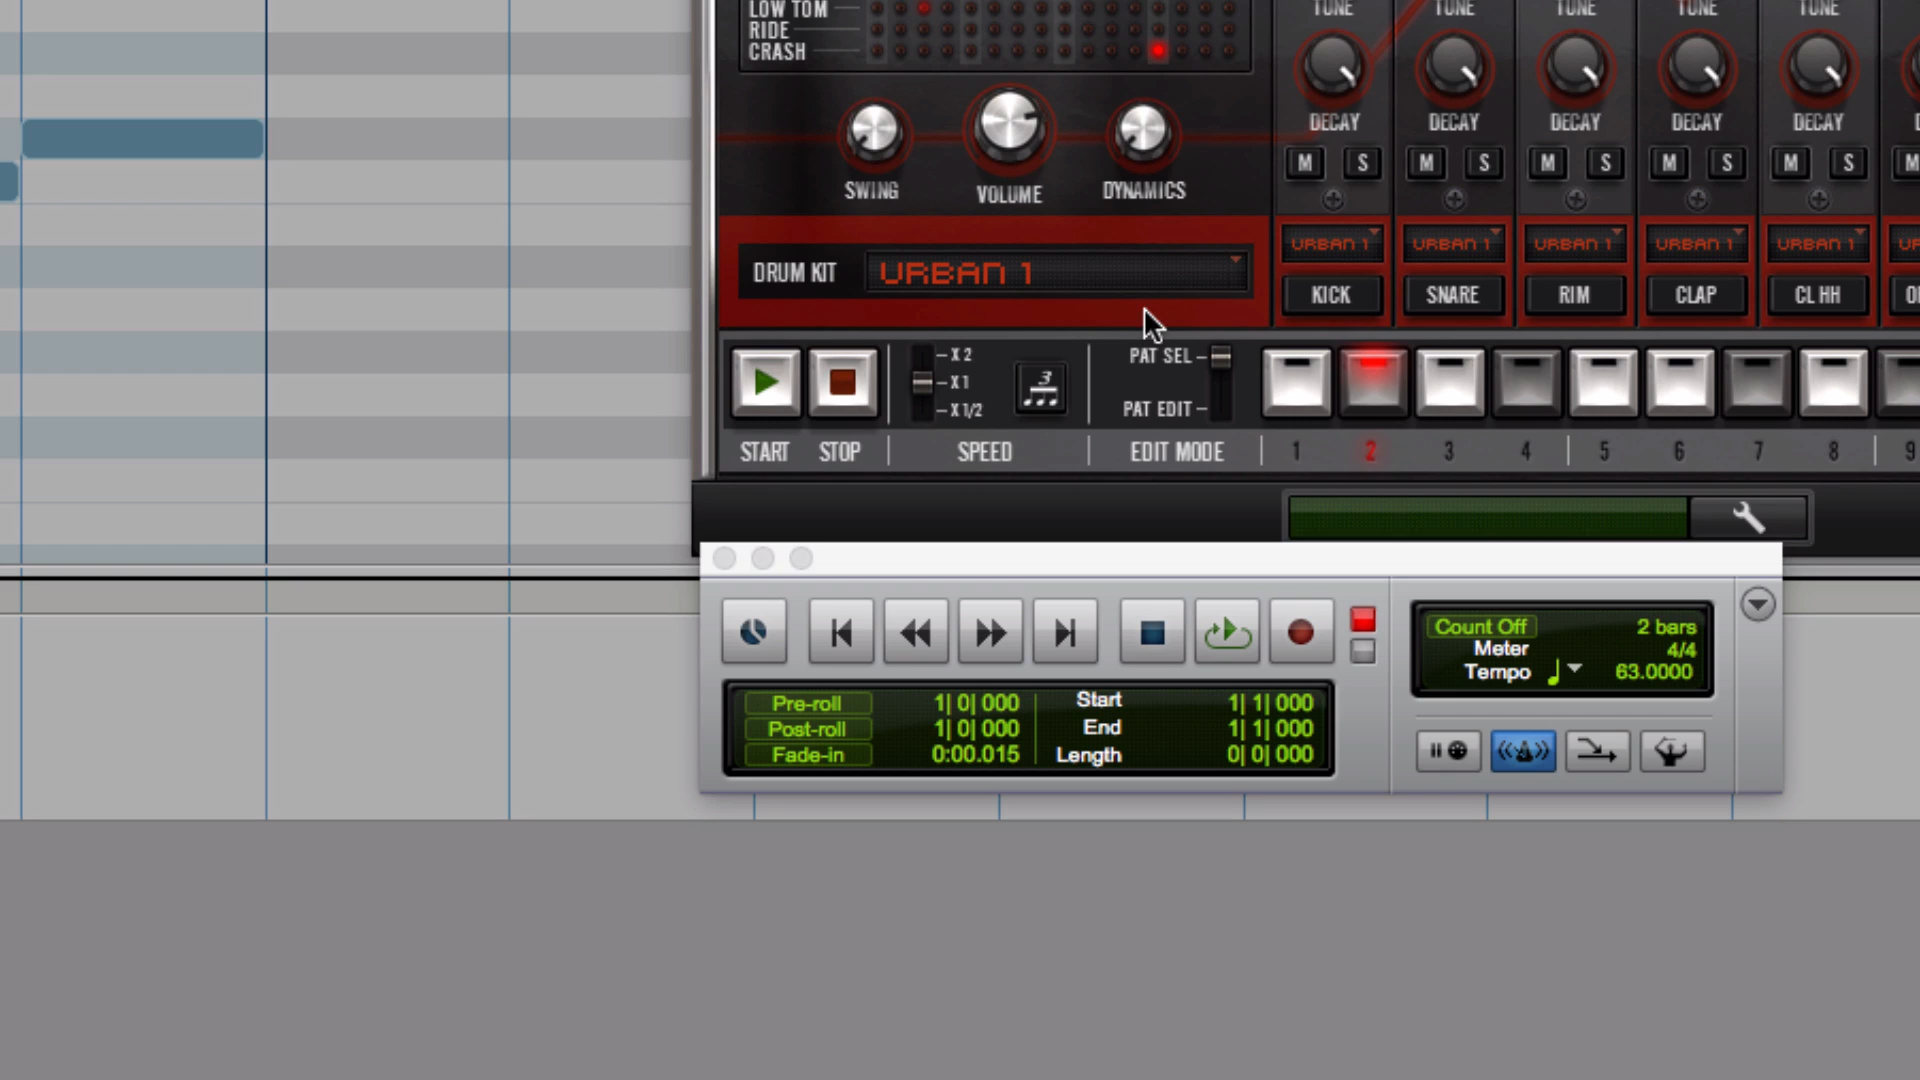 LOW TOM
RIDE
CRASH
TUNE TUNE TUNE TUNE TUNE
DECAY DECAY DECAY DECAY DECAY
M S M S M S M S M S M
SWING VOLUME DYNAMICS
DRUM KIT URBAN 1
URBAN 1 URBAN 1 URBAN 1 URBAN 1 URBAN 1 UR
KICK SNARE RIM CLAP CL HH
X 2
X 1
X 1/2
3
PAT SEL
PAT EDIT
START STOP SPEED EDIT MODE 1 2 3 4 5 6 7 8 9
Count Off 2 bars
Meter 4/4
Tempo 63.0000
Pre-roll 1| 0| 000 Start 1| 1| 000
Post-roll 1| 0| 000 End 1| 1| 000
Fade-in 0:00.015 Length 0| 0| 000